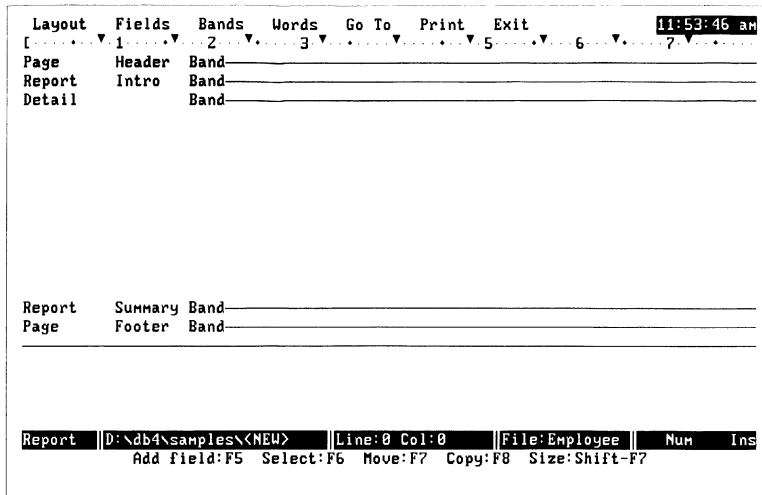 Layout Fields Bands Words Go To Print Exit 11:53:46 am
[·······▼·1·····▼···2····▼·····3·▼·······▼·······▼·5·····▼···6····▼·····7·▼·····
Page Header Band
Report Intro Band
Detail Band
Report Summary Band
Page Footer Band
Report D:\db4\samples\<NEW> Line:0 Col:0 File:Employee Num Ins
Add field:F5 Select:F6 Move:F7 Copy:F8 Size:Shift-F7